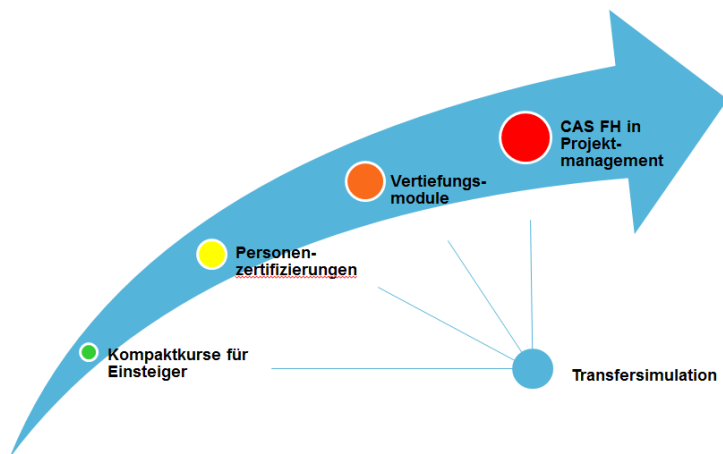 CAS FH in
Projekt-
management
Vertiefungs-
module
Personen-
zertifizierungen
Kompaktkurse für
Einsteiger
Transfersimulation